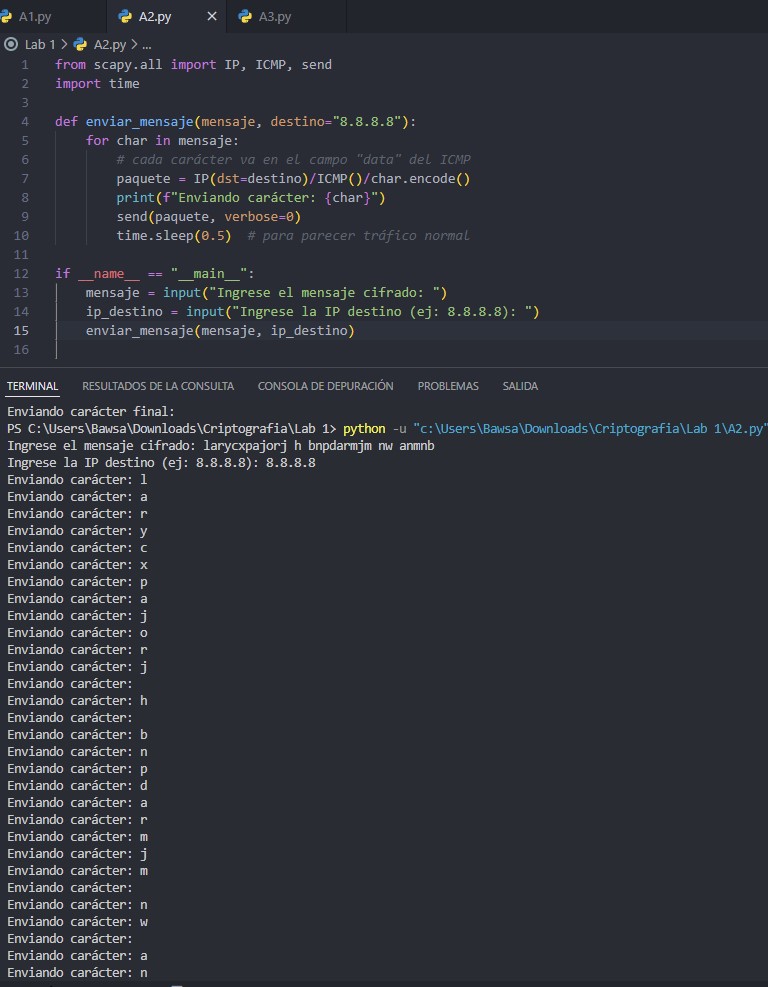 A1.py A2.py × A3.py
Lab 1 > A2.py > ...
1 from scapy.all import IP, ICMP, send
2 import time
3
4 def enviar_mensaje(mensaje, destino="8.8.8.8"):
5 for char in mensaje:
6 # cada carácter va en el campo "data" del ICMP
7 paquete = IP(dst=destino)/ICMP()/char.encode()
8 print(f"Enviando carácter: {char}")
9 send(paquete, verbose=0)
10 time.sleep(0.5) # para parecer tráfico normal
11
12 if __name__ == "__main__":
13 mensaje = input("Ingrese el mensaje cifrado: ")
14 ip_destino = input("Ingrese la IP destino (ej: 8.8.8.8): ")
15 enviar_mensaje(mensaje, ip_destino)
16
TERMINAL RESULTADOS DE LA CONSULTA CONSOLA DE DEPURACIÓN PROBLEMAS SALIDA
Enviando carácter final:
PS C:\Users\Bawsa\Downloads\Criptografia\Lab 1> python -u "c:\Users\Bawsa\Downloads\Criptografia\Lab 1\A2.py"
Ingrese el mensaje cifrado: larycxpajorj h bnpdarmjm nw anmnb
Ingrese la IP destino (ej: 8.8.8.8): 8.8.8.8
Enviando carácter: l
Enviando carácter: a
Enviando carácter: r
Enviando carácter: y
Enviando carácter: c
Enviando carácter: x
Enviando carácter: p
Enviando carácter: a
Enviando carácter: j
Enviando carácter: o
Enviando carácter: r
Enviando carácter: j
Enviando carácter:
Enviando carácter: h
Enviando carácter:
Enviando carácter: b
Enviando carácter: n
Enviando carácter: p
Enviando carácter: d
Enviando carácter: a
Enviando carácter: r
Enviando carácter: m
Enviando carácter: j
Enviando carácter: m
Enviando carácter:
Enviando carácter: n
Enviando carácter: w
Enviando carácter:
Enviando carácter: a
Enviando carácter: n